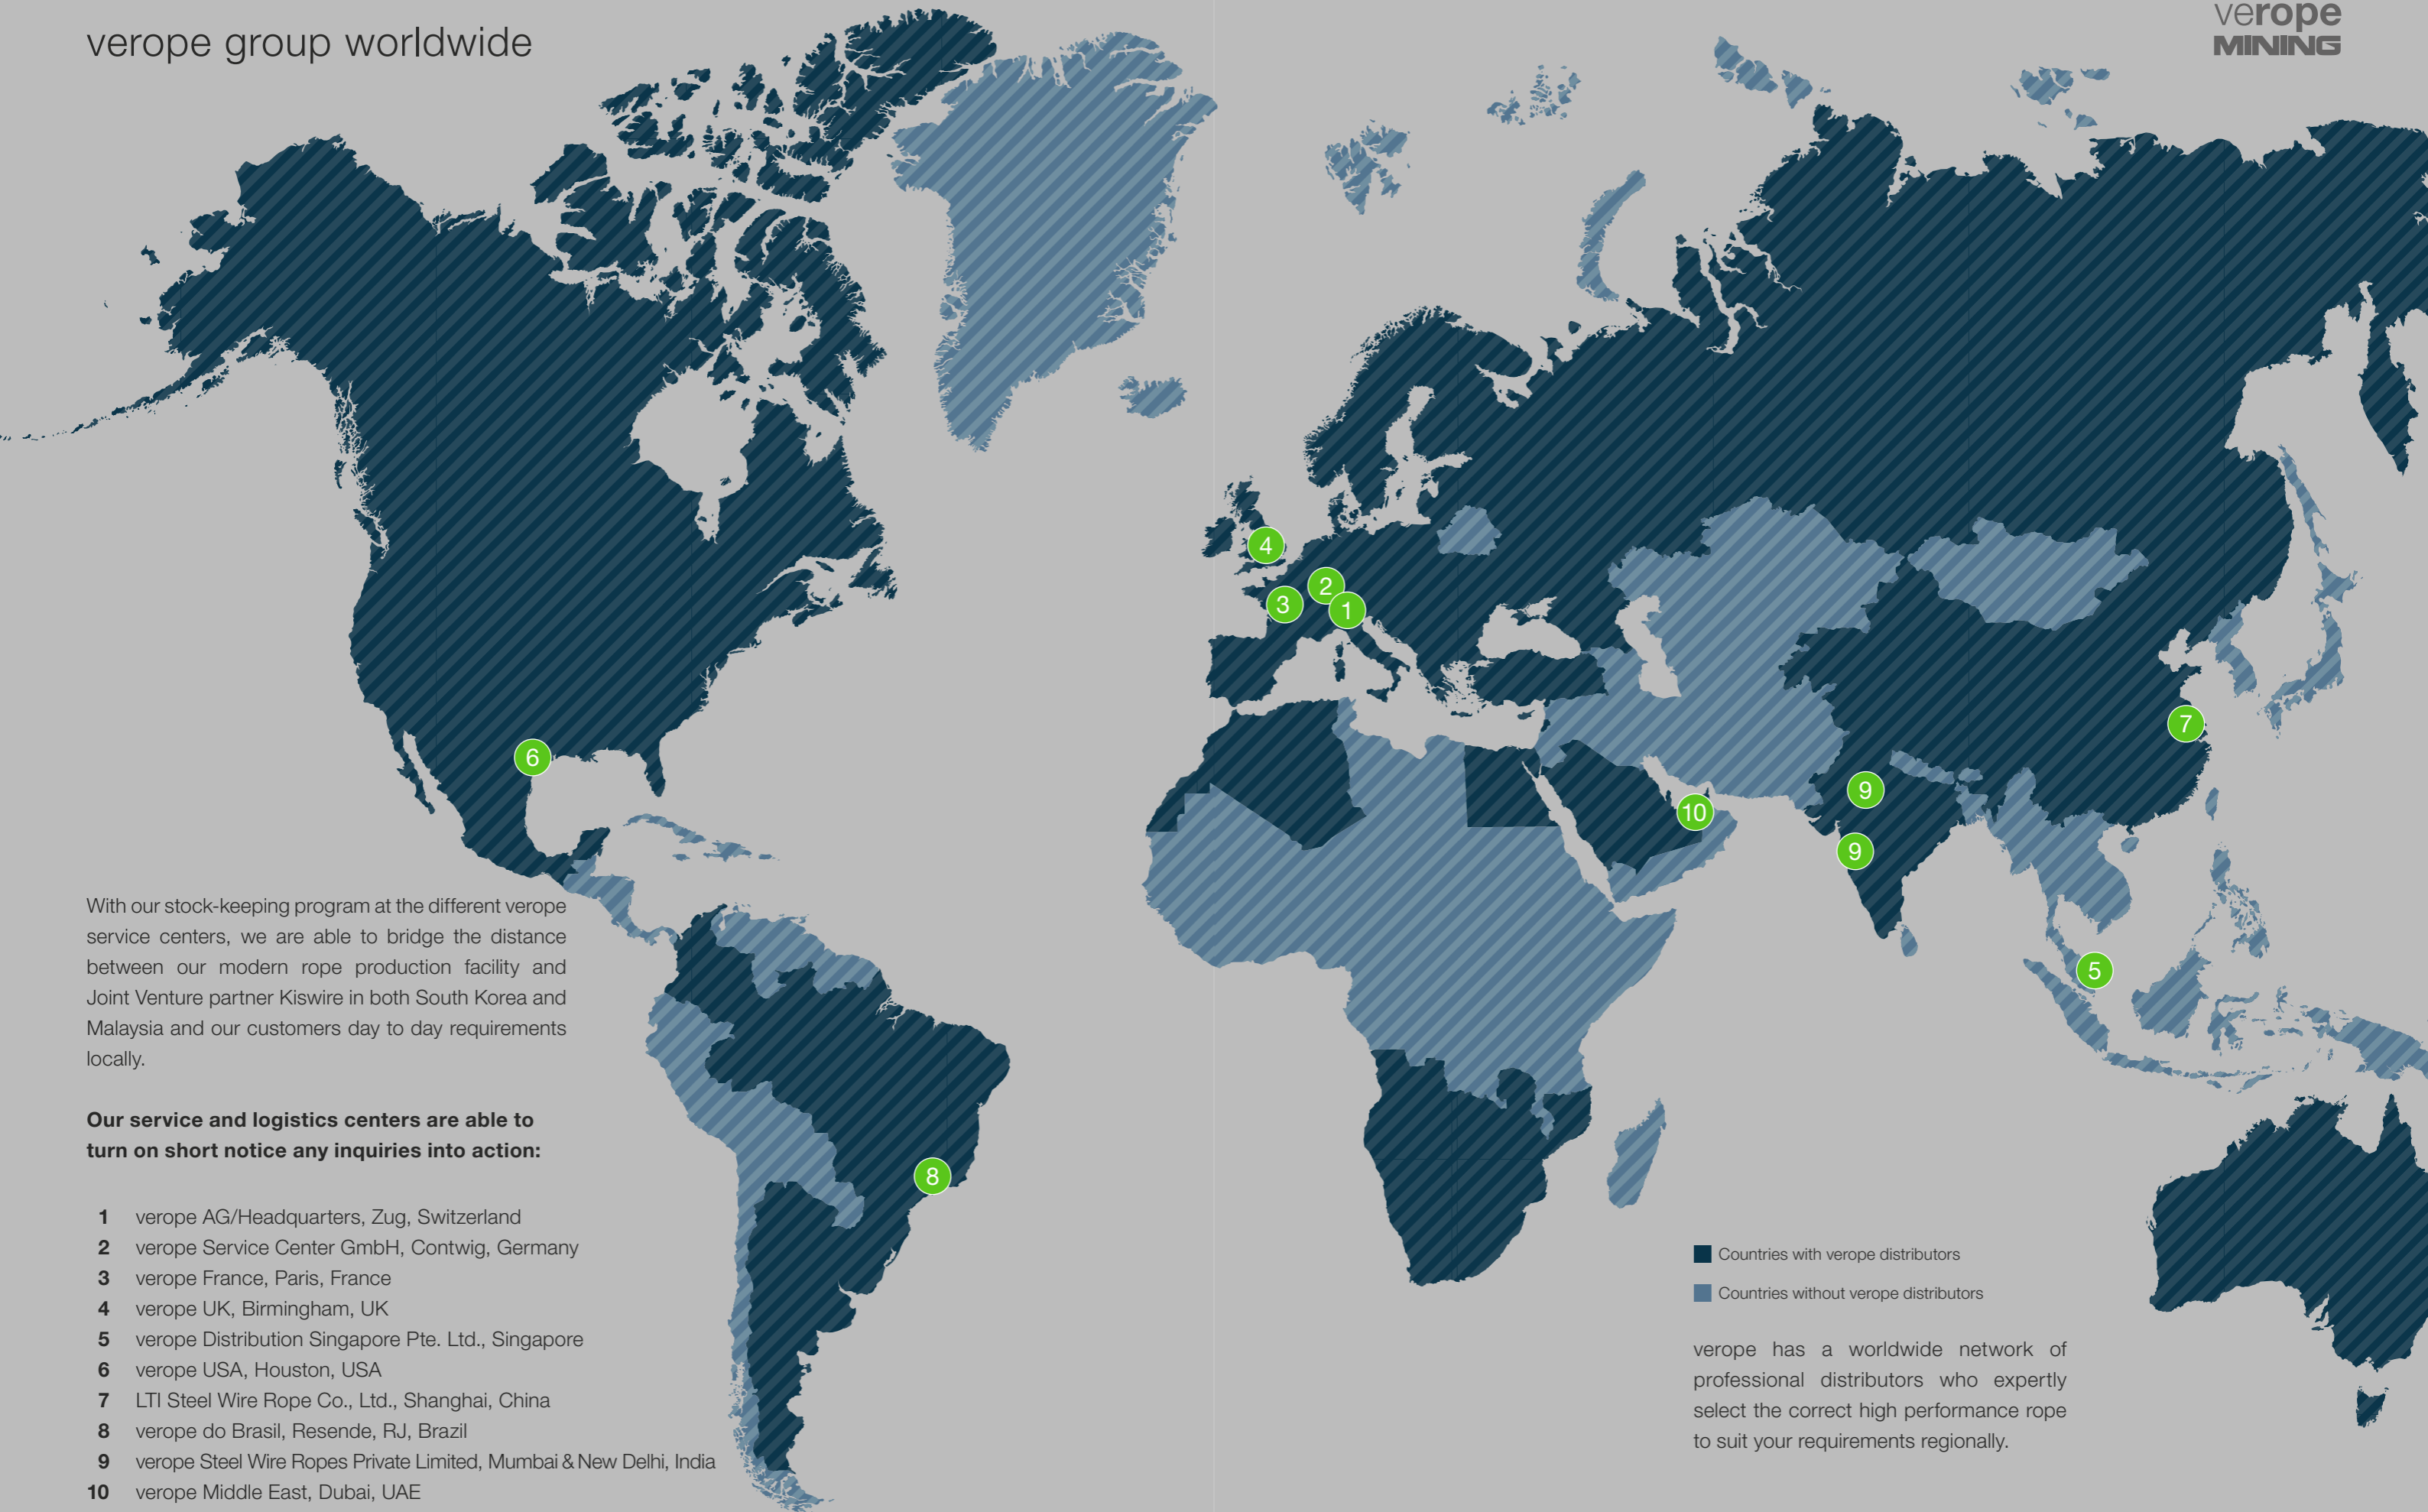 verope group worldwide
verope
MINING
4
2
3
1
6
7
9
10
9
5
8
With our stock-keeping program at the different verope
service centers, we are able to bridge the distance
between our modern rope production facility and
Joint Venture partner Kiswire in both South Korea and
Malaysia and our customers day to day requirements
locally.
Our service and logistics centers are able to
turn on short notice any inquiries into action:
1 verope AG/Headquarters, Zug, Switzerland
2 verope Service Center GmbH, Contwig, Germany
3 verope France, Paris, France
4 verope UK, Birmingham, UK
5 verope Distribution Singapore Pte. Ltd., Singapore
6 verope USA, Houston, USA
7 LTI Steel Wire Rope Co., Ltd., Shanghai, China
8 verope do Brasil, Resende, RJ, Brazil
9 verope Steel Wire Ropes Private Limited, Mumbai & New Delhi, India
10 verope Middle East, Dubai, UAE
Countries with verope distributors
Countries without verope distributors
verope has a worldwide network of
professional distributors who expertly
select the correct high performance rope
to suit your requirements regionally.